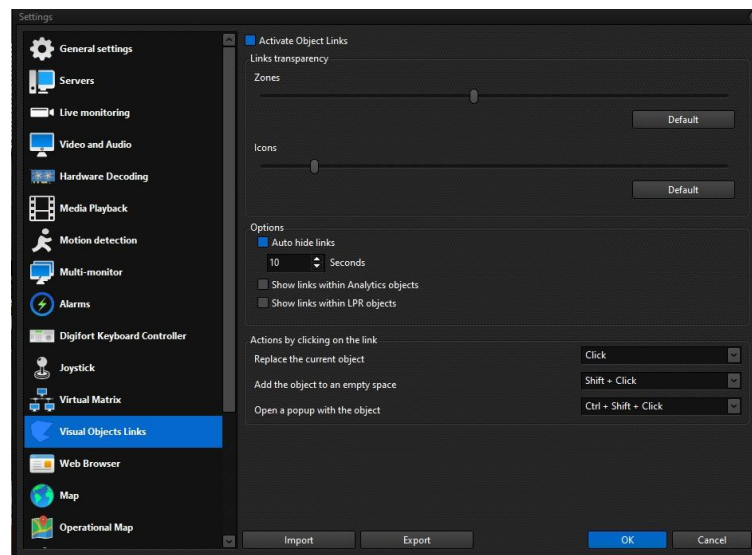 Settings
General settings
Servers
Live monitoring
Video and Audio
Hardware Decoding
Media Playback
Motion detection
Multi-monitor
Alarms
Digifort Keyboard Controller
Joystick
Virtual Matrix
Visual Objects Links
Web Browser
Map
Operational Map
Activate Object Links
Links transparency
Zones
Default
Icons
Default
Options
Auto hide links
10 Seconds
Show links within Analytics objects
Show links within LPR objects
Actions by clicking on the link
Replace the current object Click
Add the object to an empty space Shift + Click
Open a popup with the object Ctrl + Shift + Click
Import Export OK Cancel